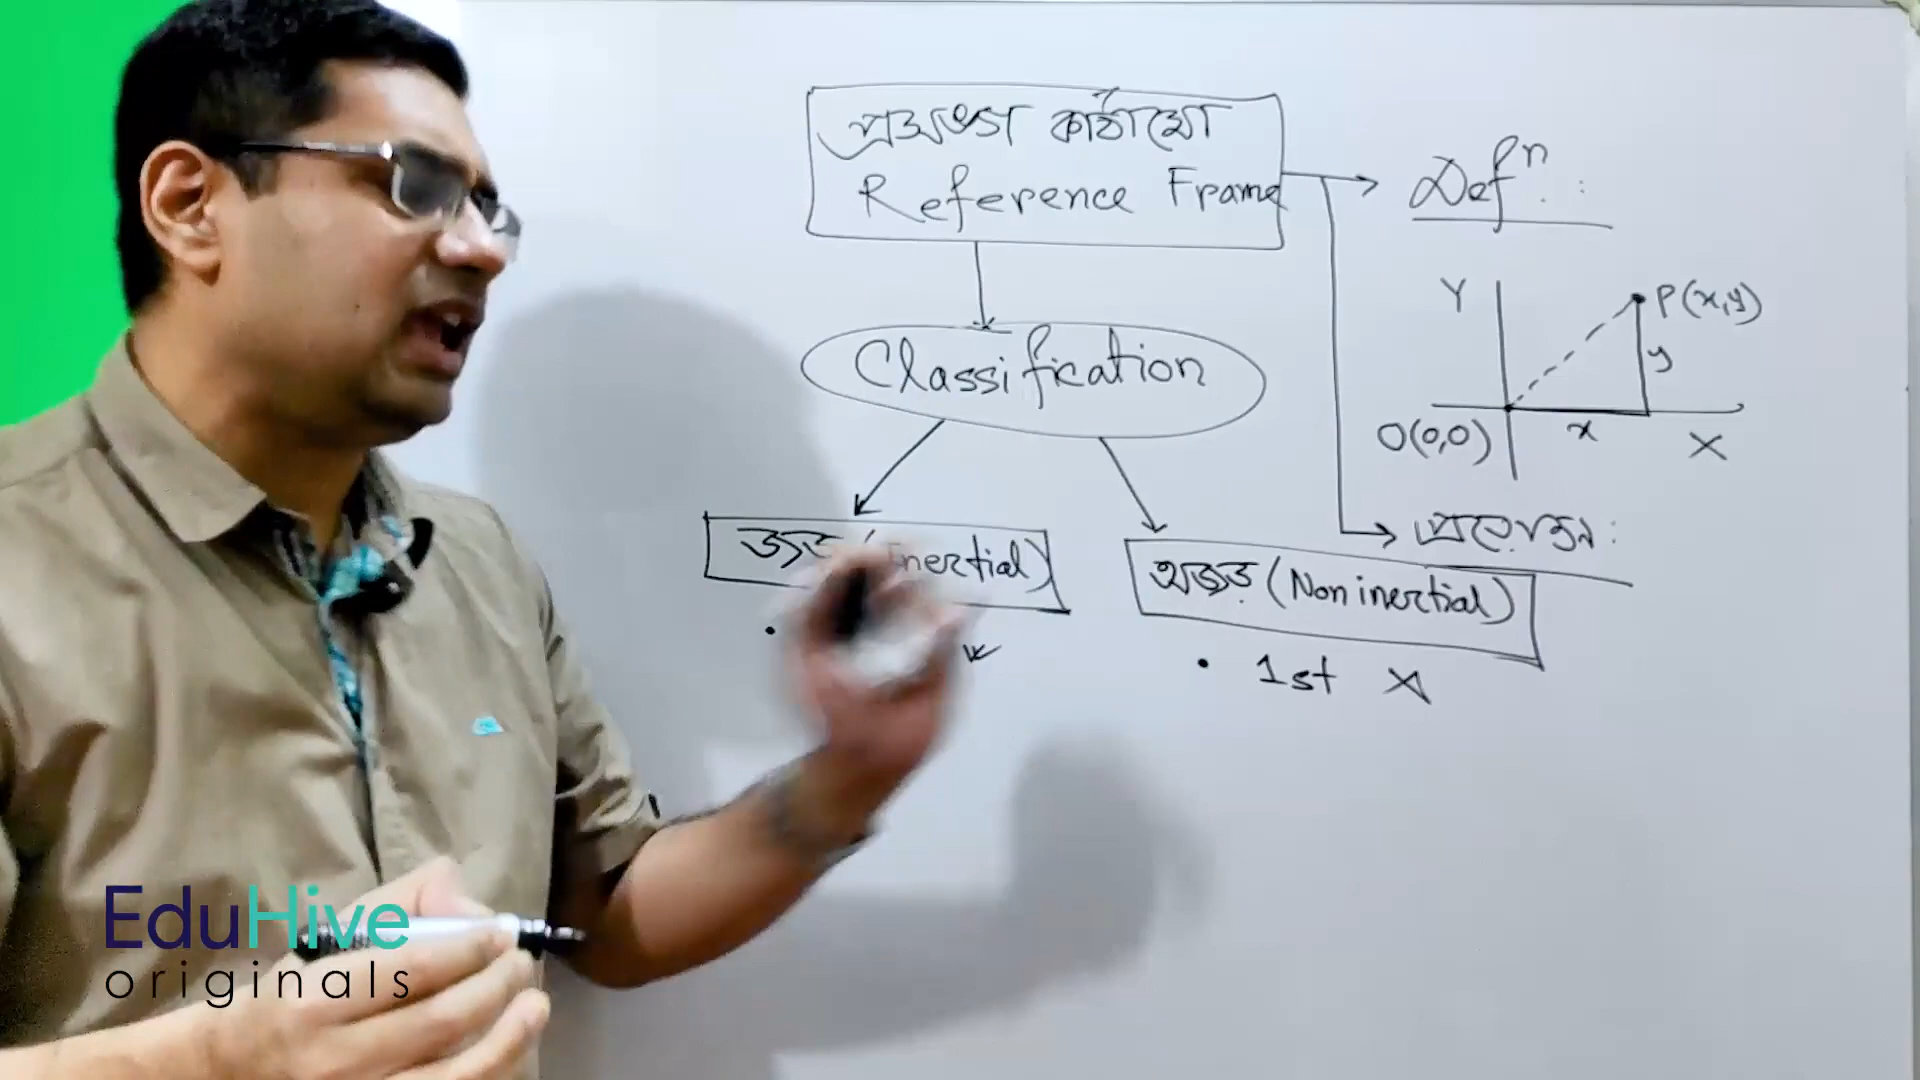 প্রসঙ্গ কাঠামো
Reference Frame
Defⁿ. :
Classification
Y
P(x,y)
y
O(0,0)
x
X
জড় (Inertial)
অজড় (Non inertial)
প্রয়োজন :
• 1st
EduHive
originals